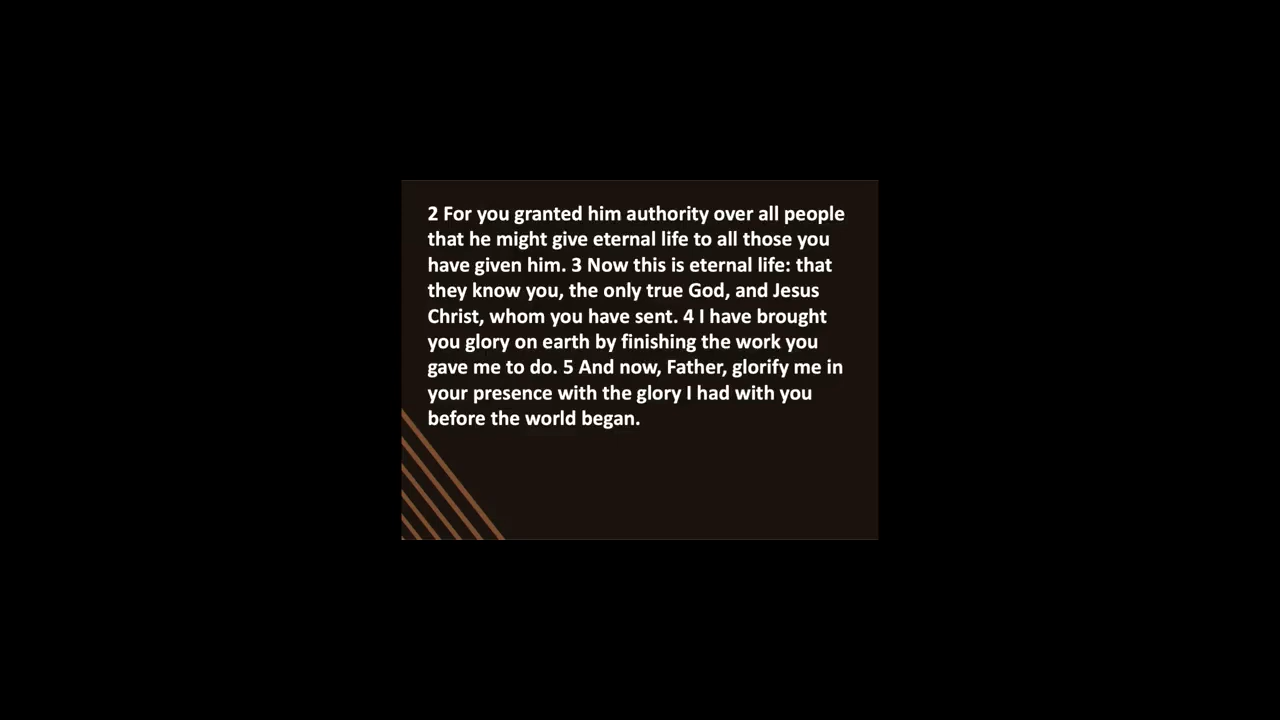 2 For you granted him authority over all people
that he might give eternal life to all those you
have given him. 3 Now this is eternal life: that
they know you, the only true God, and Jesus
Christ, whom you have sent. 4 I have brought
you glory on earth by finishing the work you
gave me to do. 5 And now, Father, glorify me in
your presence with the glory I had with you
before the world began.